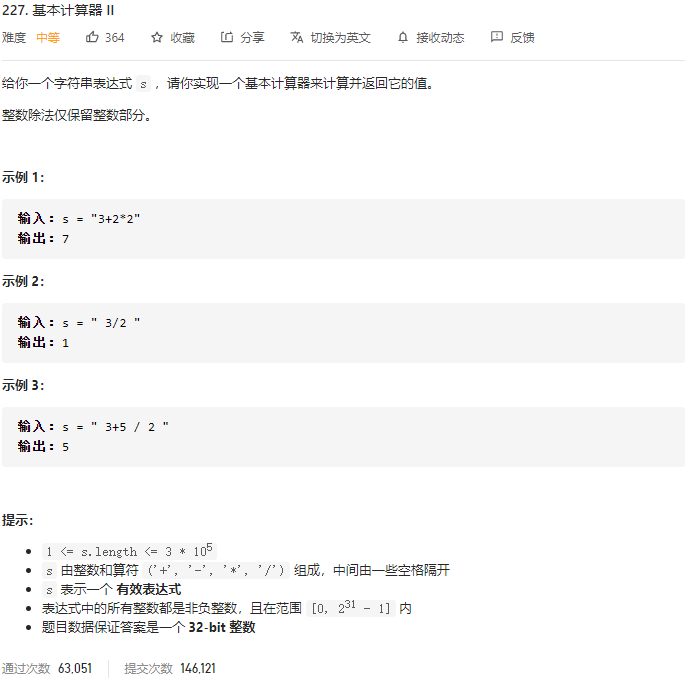 227. 基本计算器 II
难度 中等 364 收藏 分享 切换为英文 接收动态 反馈
给你一个字符串表达式 s ，请你实现一个基本计算器来计算并返回它的值。
整数除法仅保留整数部分。
示例 1：
输入：s = "3+2*2"
输出：7
示例 2：
输入：s = " 3/2 "
输出：1
示例 3：
输入：s = " 3+5 / 2 "
输出：5
提示：
1 <= s.length <= 3 * 10⁵
s 由整数和算符 ('+', '-', '*', '/') 组成，中间由一些空格隔开
s 表示一个 有效表达式
表达式中的所有整数都是非负整数，且在范围 [0, 2³¹ - 1] 内
题目数据保证答案是一个 32-bit 整数
通过次数 63,051 提交次数 146,121